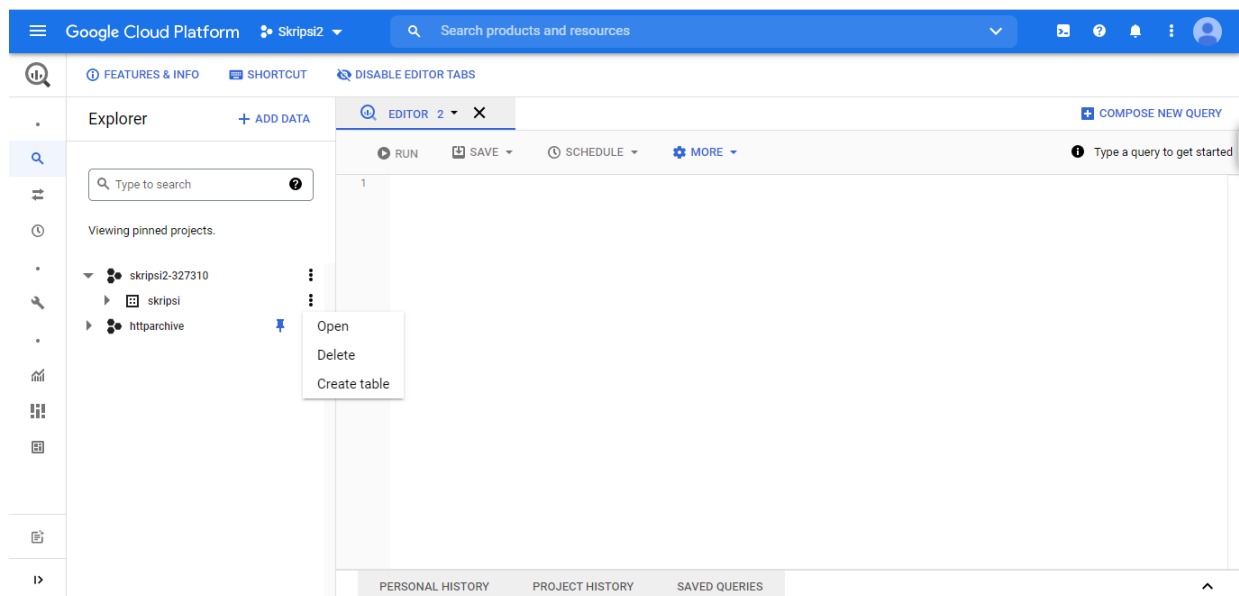 Google Cloud Platform Skripsi2 Search products and resources
FEATURES & INFO SHORTCUT DISABLE EDITOR TABS
Explorer + ADD DATA EDITOR 2 COMPOSE NEW QUERY
RUN SAVE SCHEDULE MORE Type a query to get started
Type to search
1
Viewing pinned projects.
skripsi2-327310
skripsi
httparchive
Open
Delete
Create table
PERSONAL HISTORY PROJECT HISTORY SAVED QUERIES